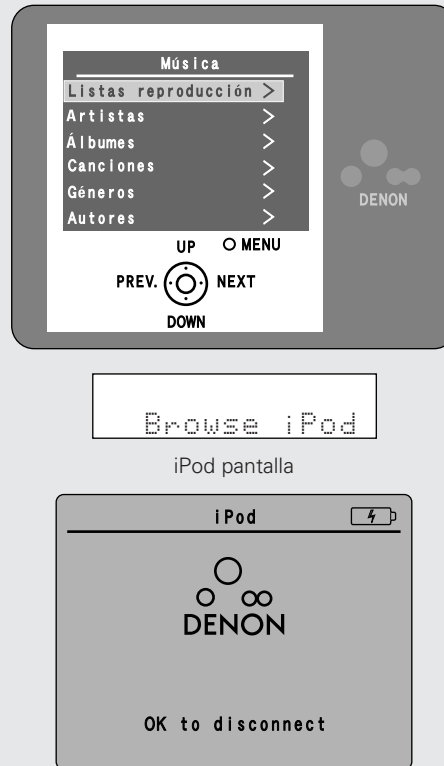 Música
Listas reproducción >
Artistas >
Álbumes >
Canciones >
Géneros >
Autores >
DENON
UP O MENU
PREV. NEXT
DOWN
Browse iPod
iPod pantalla
iPod
DENON
OK to disconnect